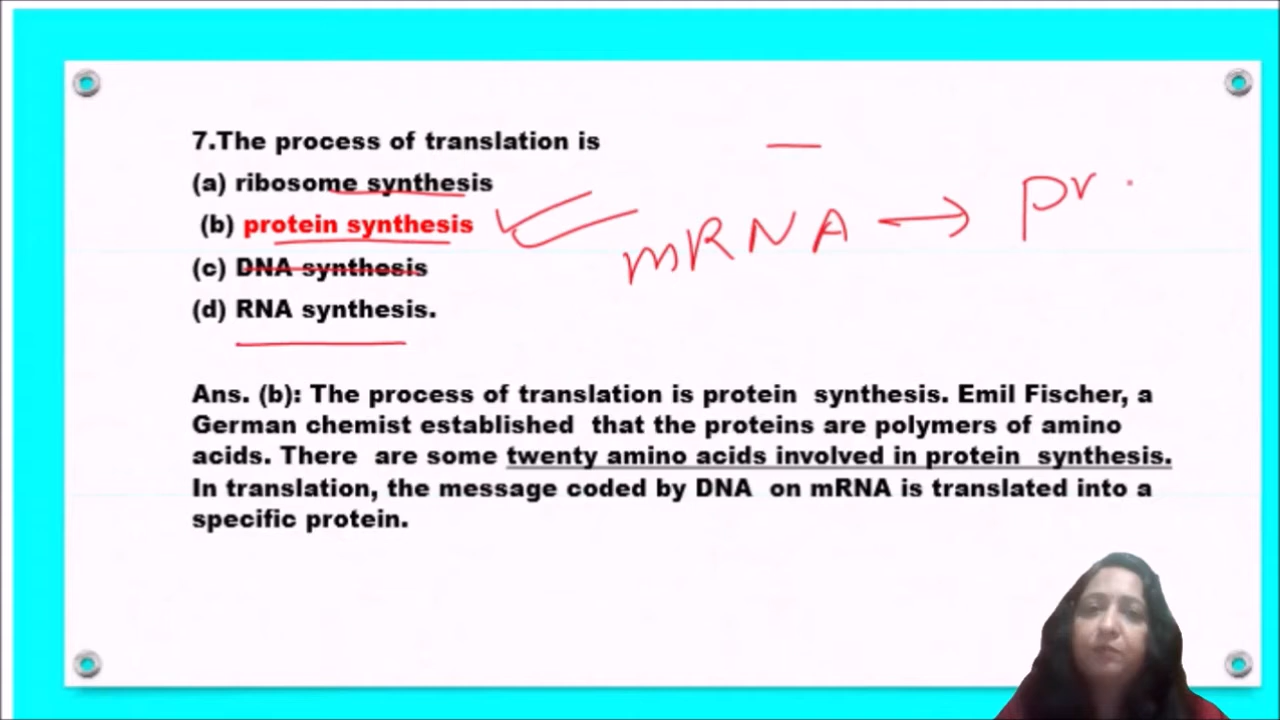 7.The process of translation is
(a) ribosome synthesis
(b) protein synthesis
mRNA → pr.
(c) DNA synthesis
(d) RNA synthesis.
Ans. (b): The process of translation is protein synthesis. Emil Fischer, a
German chemist established that the proteins are polymers of amino
acids. There are some twenty amino acids involved in protein synthesis.
In translation, the message coded by DNA on mRNA is translated into a
specific protein.